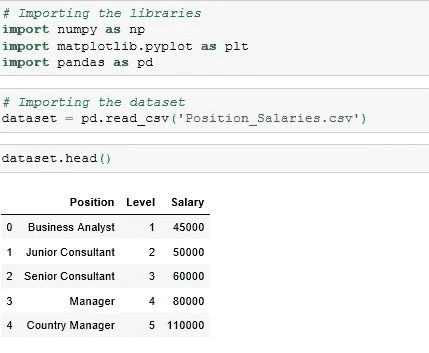 # Importing the libraries
import numpy as np
import matplotlib.pyplot as plt
import pandas as pd
# Importing the dataset
dataset = pd.read_csv('Position_Salaries.csv')
dataset.head()
Position Level Salary
0 Business Analyst 1 45000
1 Junior Consultant 2 50000
2 Senior Consultant 3 60000
3 Manager 4 80000
4 Country Manager 5 110000